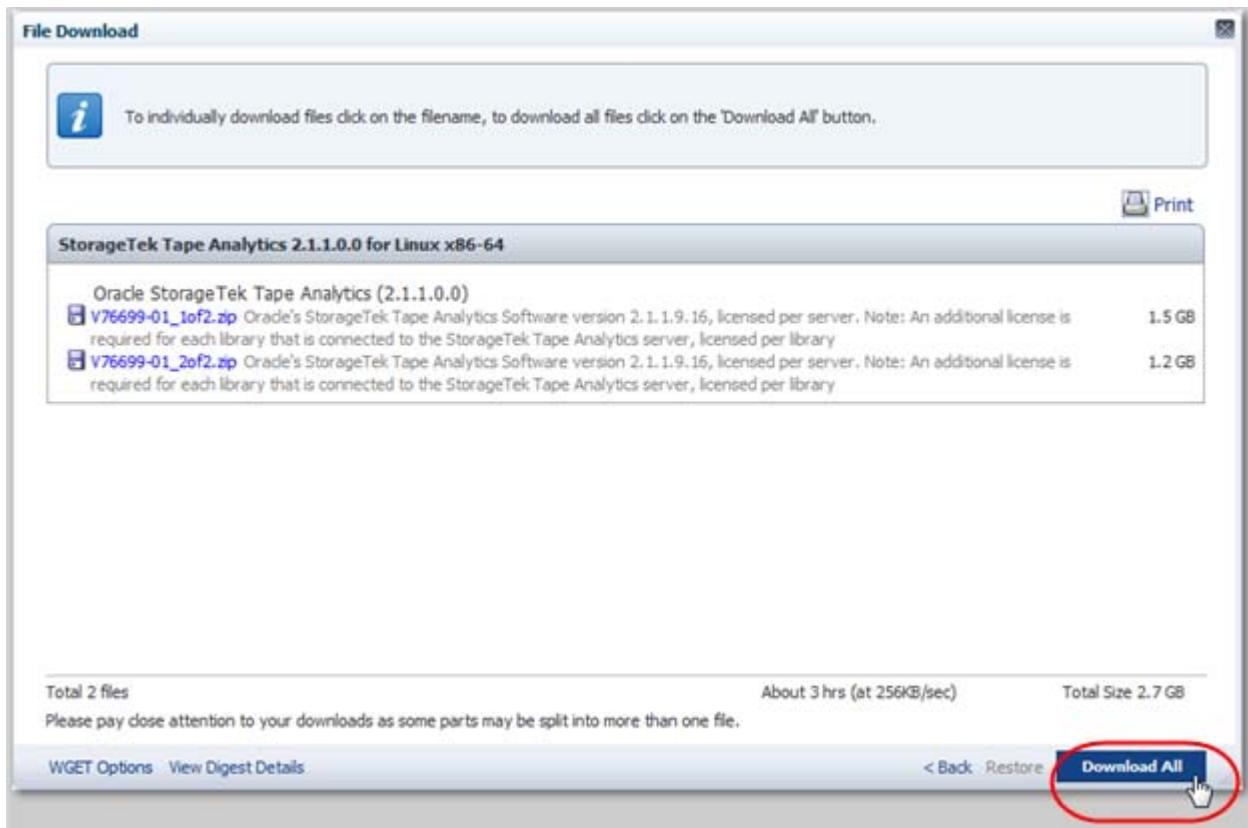 File Download
i
To individually download files click on the filename, to download all files click on the 'Download All' button.
Print
StorageTek Tape Analytics 2.1.1.0.0 for Linux x86-64
Oracle StorageTek Tape Analytics (2.1.1.0.0)
V76699-01_1of2.zip Oracle's StorageTek Tape Analytics Software version 2.1.1.9.16, licensed per server. Note: An additional license is 1.5 GB
required for each library that is connected to the StorageTek Tape Analytics server, licensed per library
V76699-01_2of2.zip Oracle's StorageTek Tape Analytics Software version 2.1.1.9.16, licensed per server. Note: An additional license is 1.2 GB
required for each library that is connected to the StorageTek Tape Analytics server, licensed per library
Total 2 files About 3 hrs (at 256KB/sec) Total Size 2.7 GB
Please pay close attention to your downloads as some parts may be split into more than one file.
WGET Options View Digest Details < Back Restore Download All